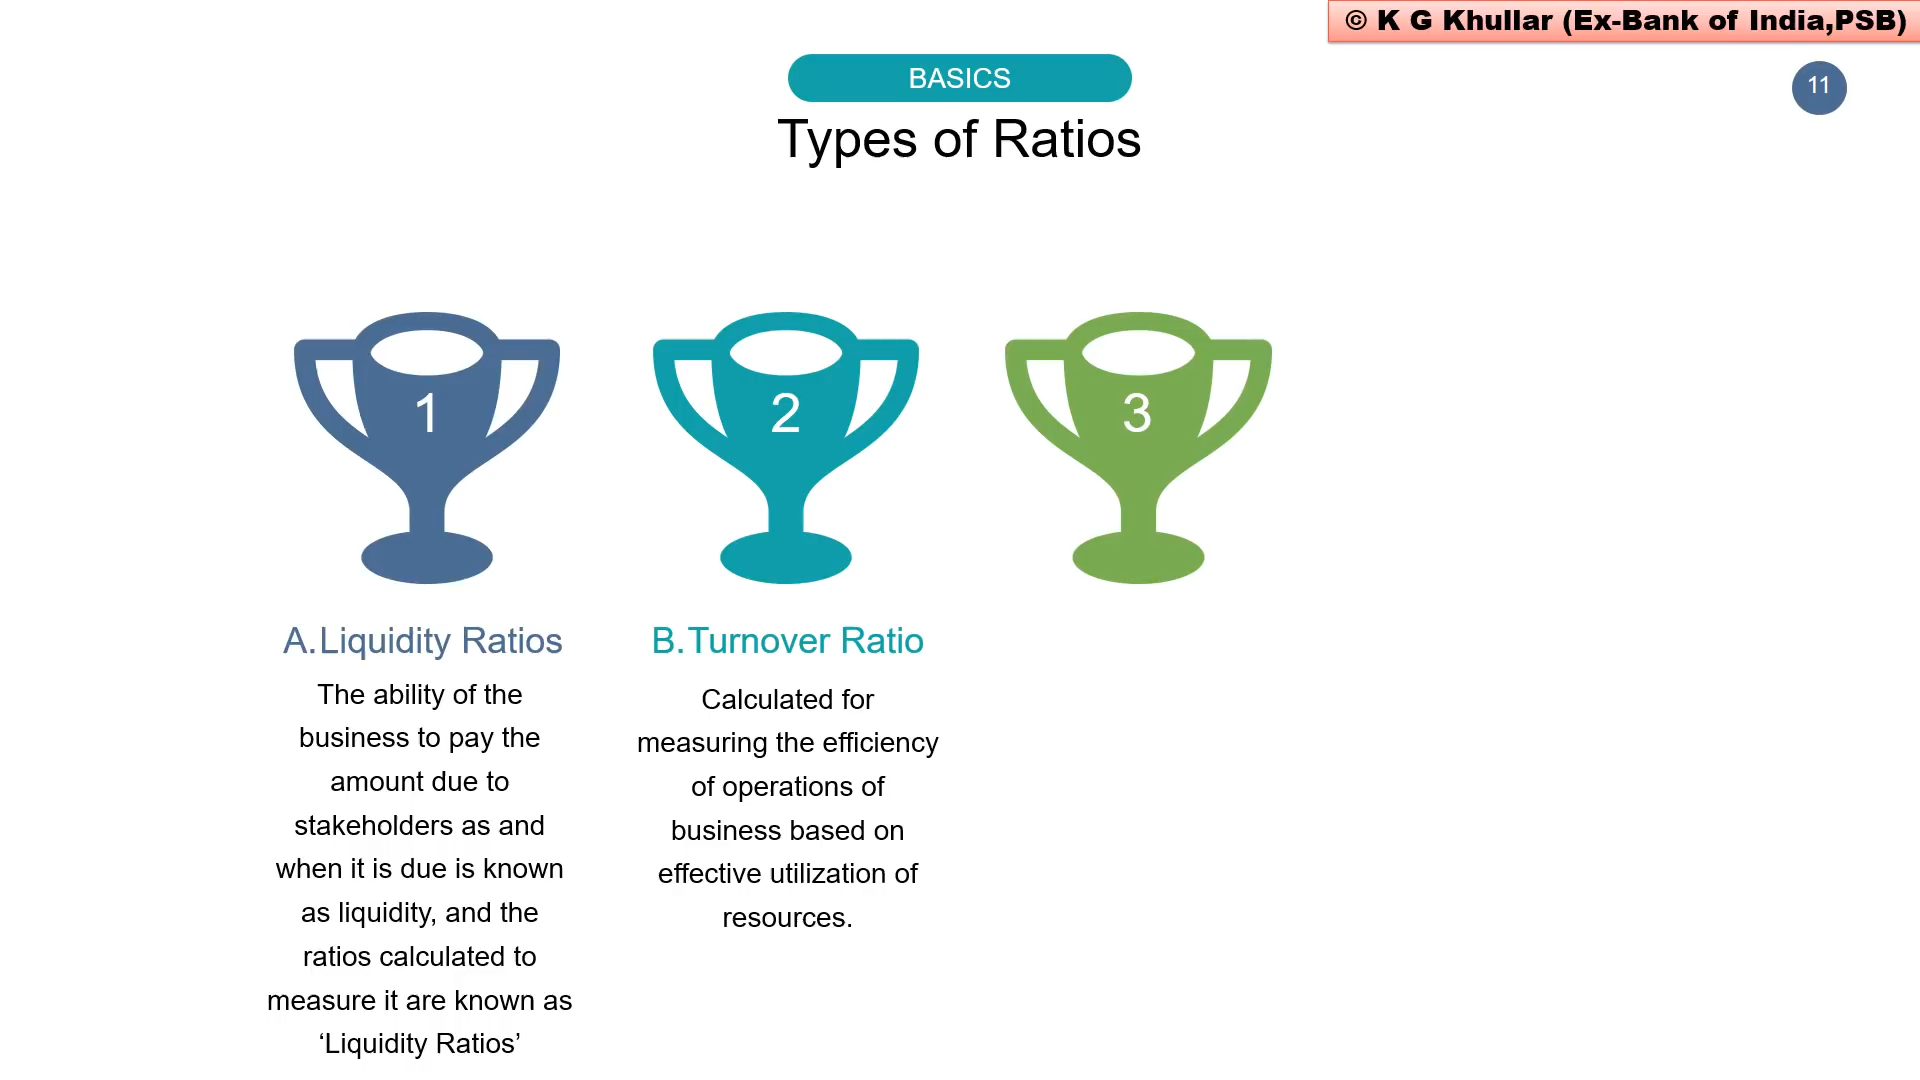 © K G Khullar (Ex-Bank of India,PSB)
BASICS
11
Types of Ratios
1
2
3
A.Liquidity Ratios
The ability of the
business to pay the
amount due to
stakeholders as and
when it is due is known
as liquidity, and the
ratios calculated to
measure it are known as
‘Liquidity Ratios’
B.Turnover Ratio
Calculated for
measuring the efficiency
of operations of
business based on
effective utilization of
resources.